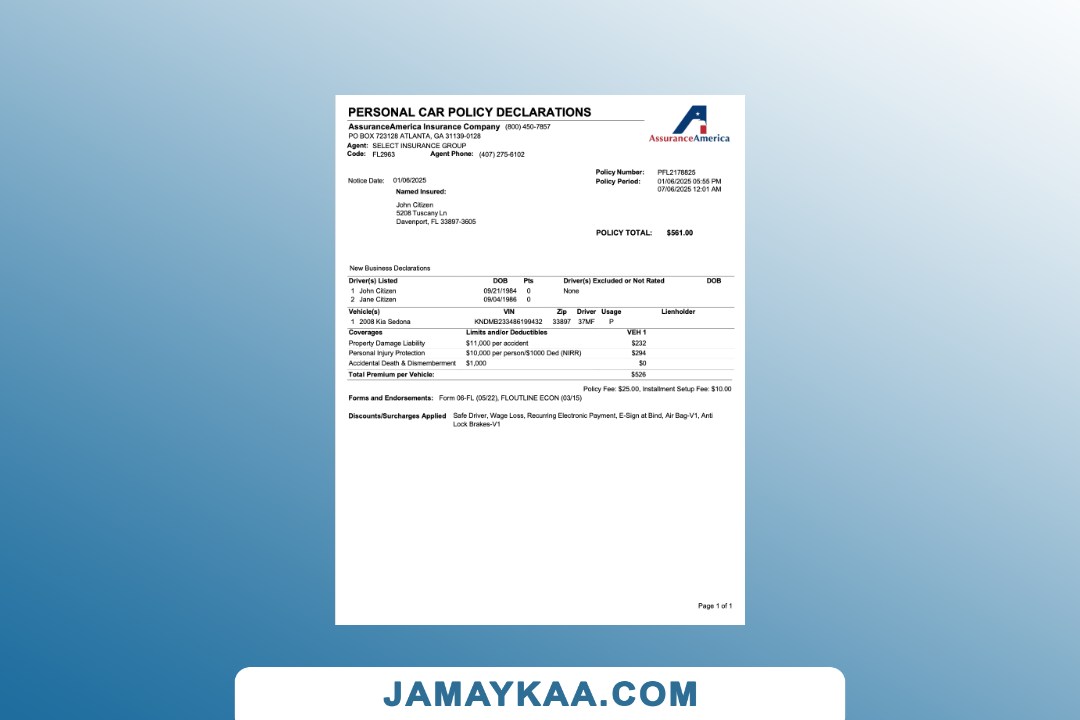 PERSONAL CAR POLICY DECLARATIONS
AssuranceAmerica Insurance Company (800) 450-7857
PO BOX 723128 ATLANTA, GA 31139-0128
Agent: SELECT INSURANCE GROUP
Code: FL2963 Agent Phone: (407) 275-6102
AssuranceAmerica
Policy Number: PFL2178825
Policy Period: 01/06/2025 05:56 PM
07/06/2025 12:01 AM
Notice Date: 01/06/2025
Named Insured:
John Citizen
5208 Tuscany Ln
Davenport, FL 33897-3605
POLICY TOTAL: $561.00
New Business Declarations
Driver(s) Listed DOB Pts Driver(s) Excluded or Not Rated DOB
1 John Citizen 09/21/1984 0 None
2 Jane Citizen 09/04/1986 0
Vehicle(s) VIN Zip Driver Usage Lienholder
1 2008 Kia Sedona KNDMB233486199432 33897 37MF P
Coverages Limits and/or Deductibles VEH 1
Property Damage Liability $11,000 per accident $232
Personal Injury Protection $10,000 per person/$1000 Ded (NIRR) $294
Accidental Death & Dismemberment $1,000 $0
Total Premium per Vehicle: $526
Policy Fee: $25.00, Installment Setup Fee: $10.00
Forms and Endorsements: Form 06-FL (05/22), FLOUTLINE ECON (03/15)
Discounts/Surcharges Applied Safe Driver, Wage Loss, Recurring Electronic Payment, E-Sign at Bind, Air Bag-V1, Anti
Lock Brakes-V1
Page 1 of 1
JAMAYKAA.COM